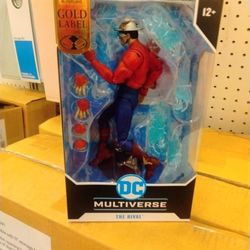 GOLD
LABEL
12+
DC
MULTIVERSE
THE RIVAL